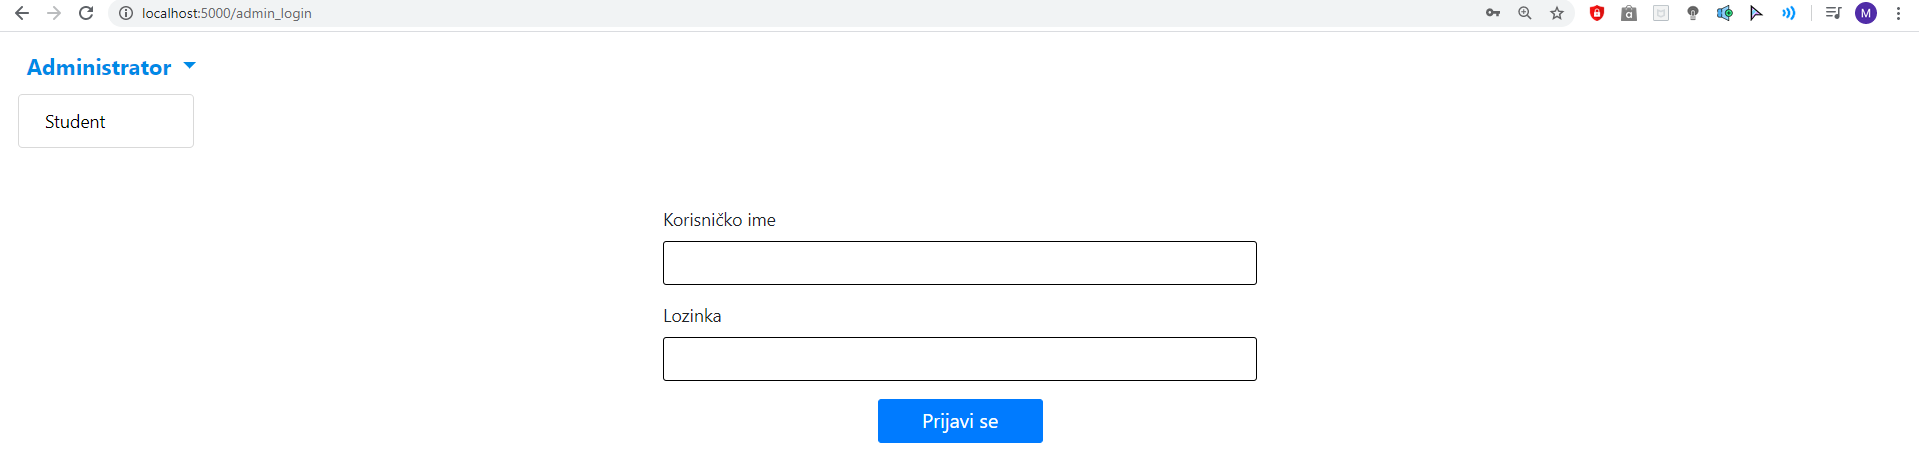 localhost:5000/admin_login
M
Administrator
Student
Korisničko ime
Lozinka
Prijavi se